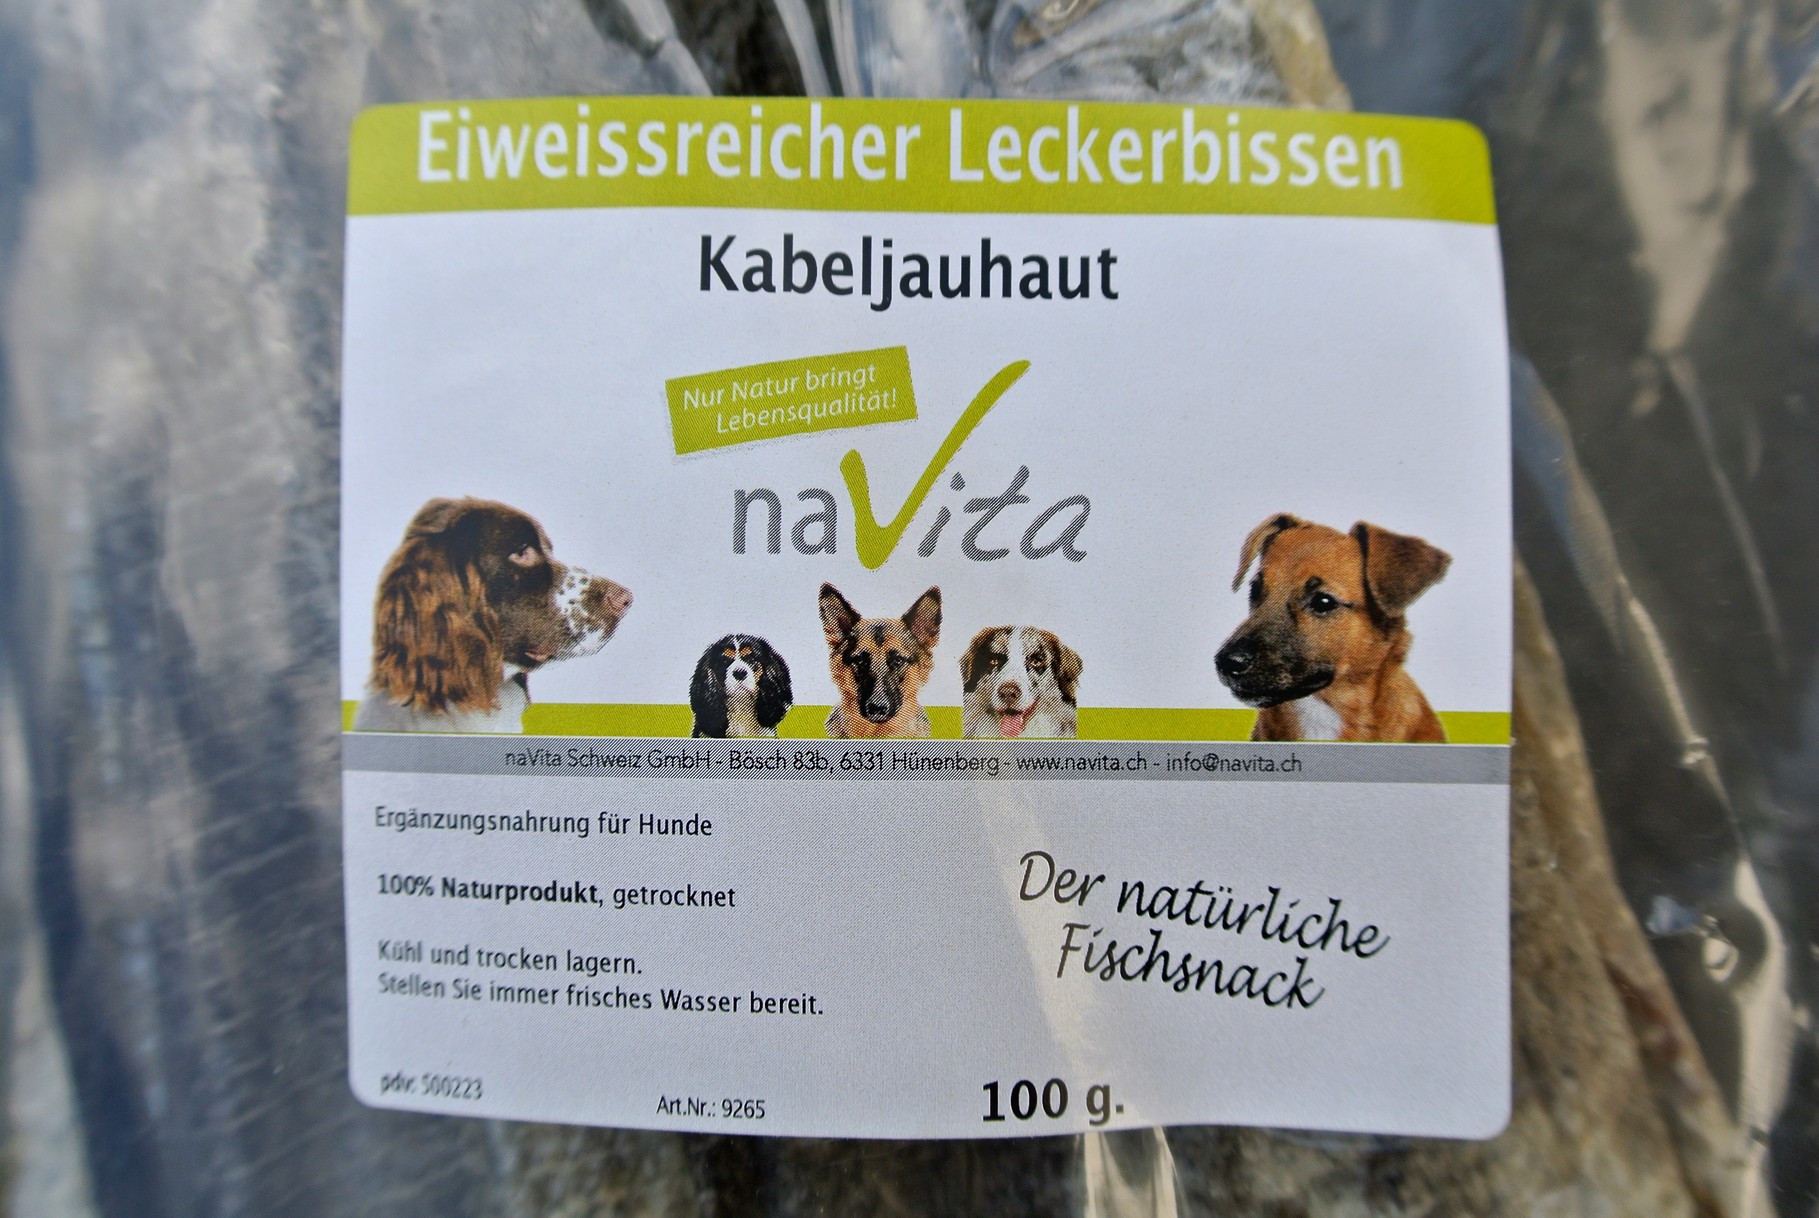 Eiweissreicher Leckerbissen
Kabeljauhaut
Nur Natur bringt
Lebensqualität!
naVita
naVita Schweiz GmbH - Bösch 83b, 6331 Hünenberg - www.navita.ch - info@navita.ch
Ergänzungsnahrung für Hunde
100% Naturprodukt, getrocknet
Kühl und trocken lagern.
Stellen Sie immer frisches Wasser bereit.
Der natürliche
Fischsnack
pdv: 500223
Art.Nr.: 9265
100 g.